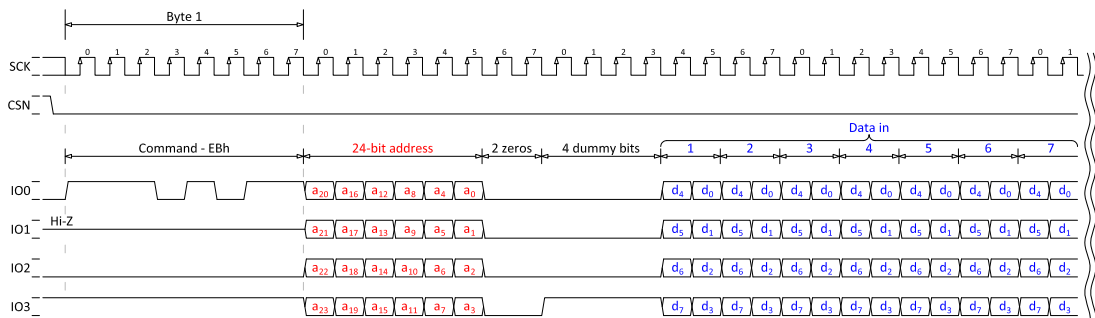 Byte 1
0 1 2 3 4 5 6 7 0 1 2 3 4 5 6 7 0 1 2 3 4 5 6 7 0 1 2 3 4 5 6 7 0 1
SCK
CSN
Data in
Command - EBh 24-bit address 2 zeros 4 dummy bits 1 2 3 4 5 6 7
IO0 a20 a16 a12 a8 a4 a0 d4 d0 d4 d0 d4 d0 d4 d0 d4 d0 d4 d0 d4 d0
Hi-Z
IO1 a21 a17 a13 a9 a5 a1 d5 d1 d5 d1 d5 d1 d5 d1 d5 d1 d5 d1 d5 d1
IO2 a22 a18 a14 a10 a6 a2 d6 d2 d6 d2 d6 d2 d6 d2 d6 d2 d6 d2 d6 d2
IO3 a23 a19 a15 a11 a7 a3 d7 d3 d7 d3 d7 d3 d7 d3 d7 d3 d7 d3 d7 d3